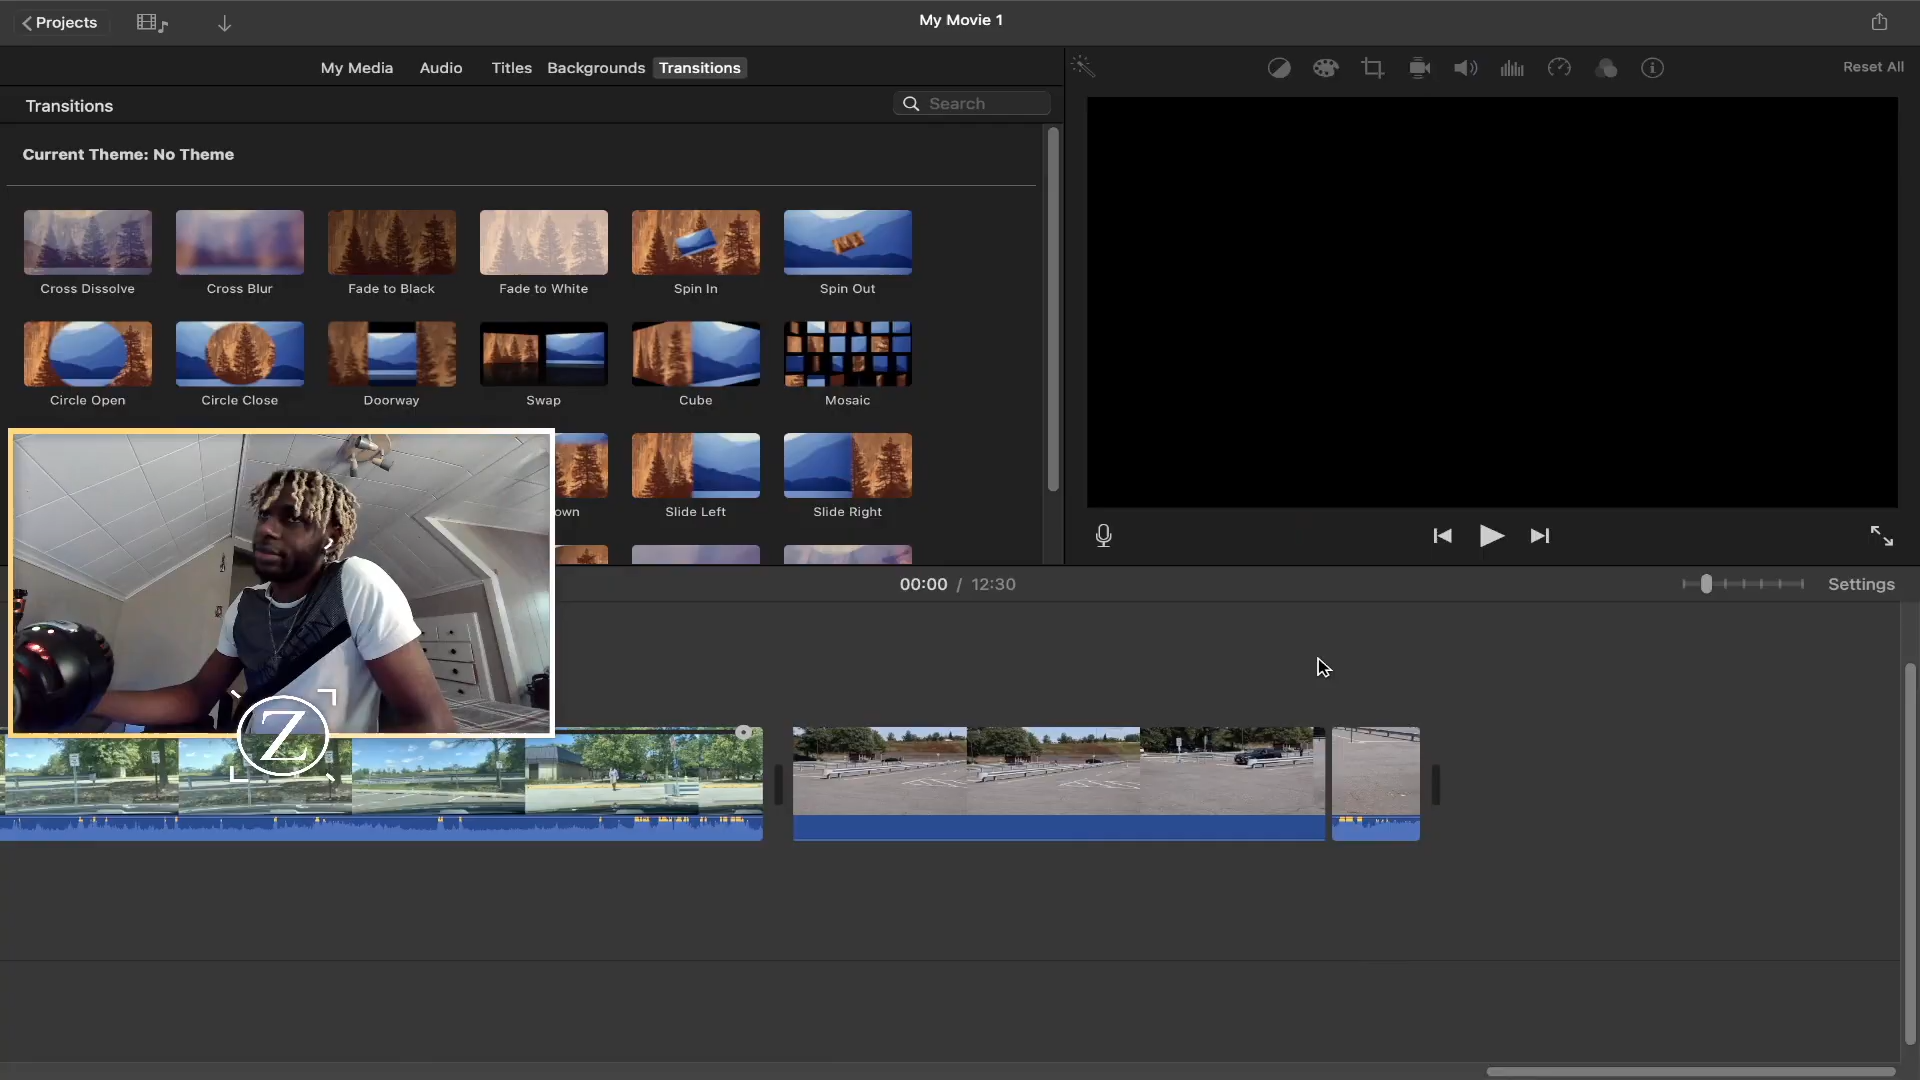 Projects
My Movie 1
My Media
Audio
Titles
Backgrounds
Transitions
Reset All
Transitions
Search
Current Theme: No Theme
Cross Dissolve
Cross Blur
Fade to Black
Fade to White
Spin In
Spin Out
Circle Open
Circle Close
Doorway
Swap
Cube
Mosaic
own
Slide Left
Slide Right
00:00 / 12:30
Settings
Z